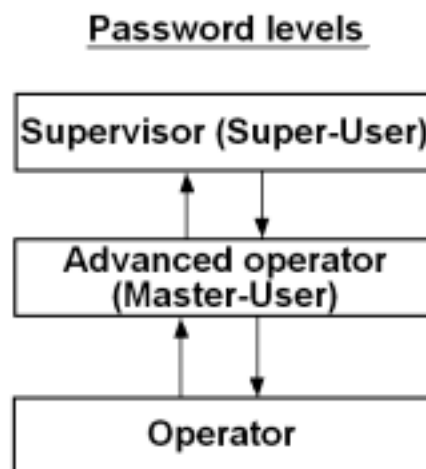 Password levels
Supervisor (Super-User)
Advanced operator
(Master-User)
Operator